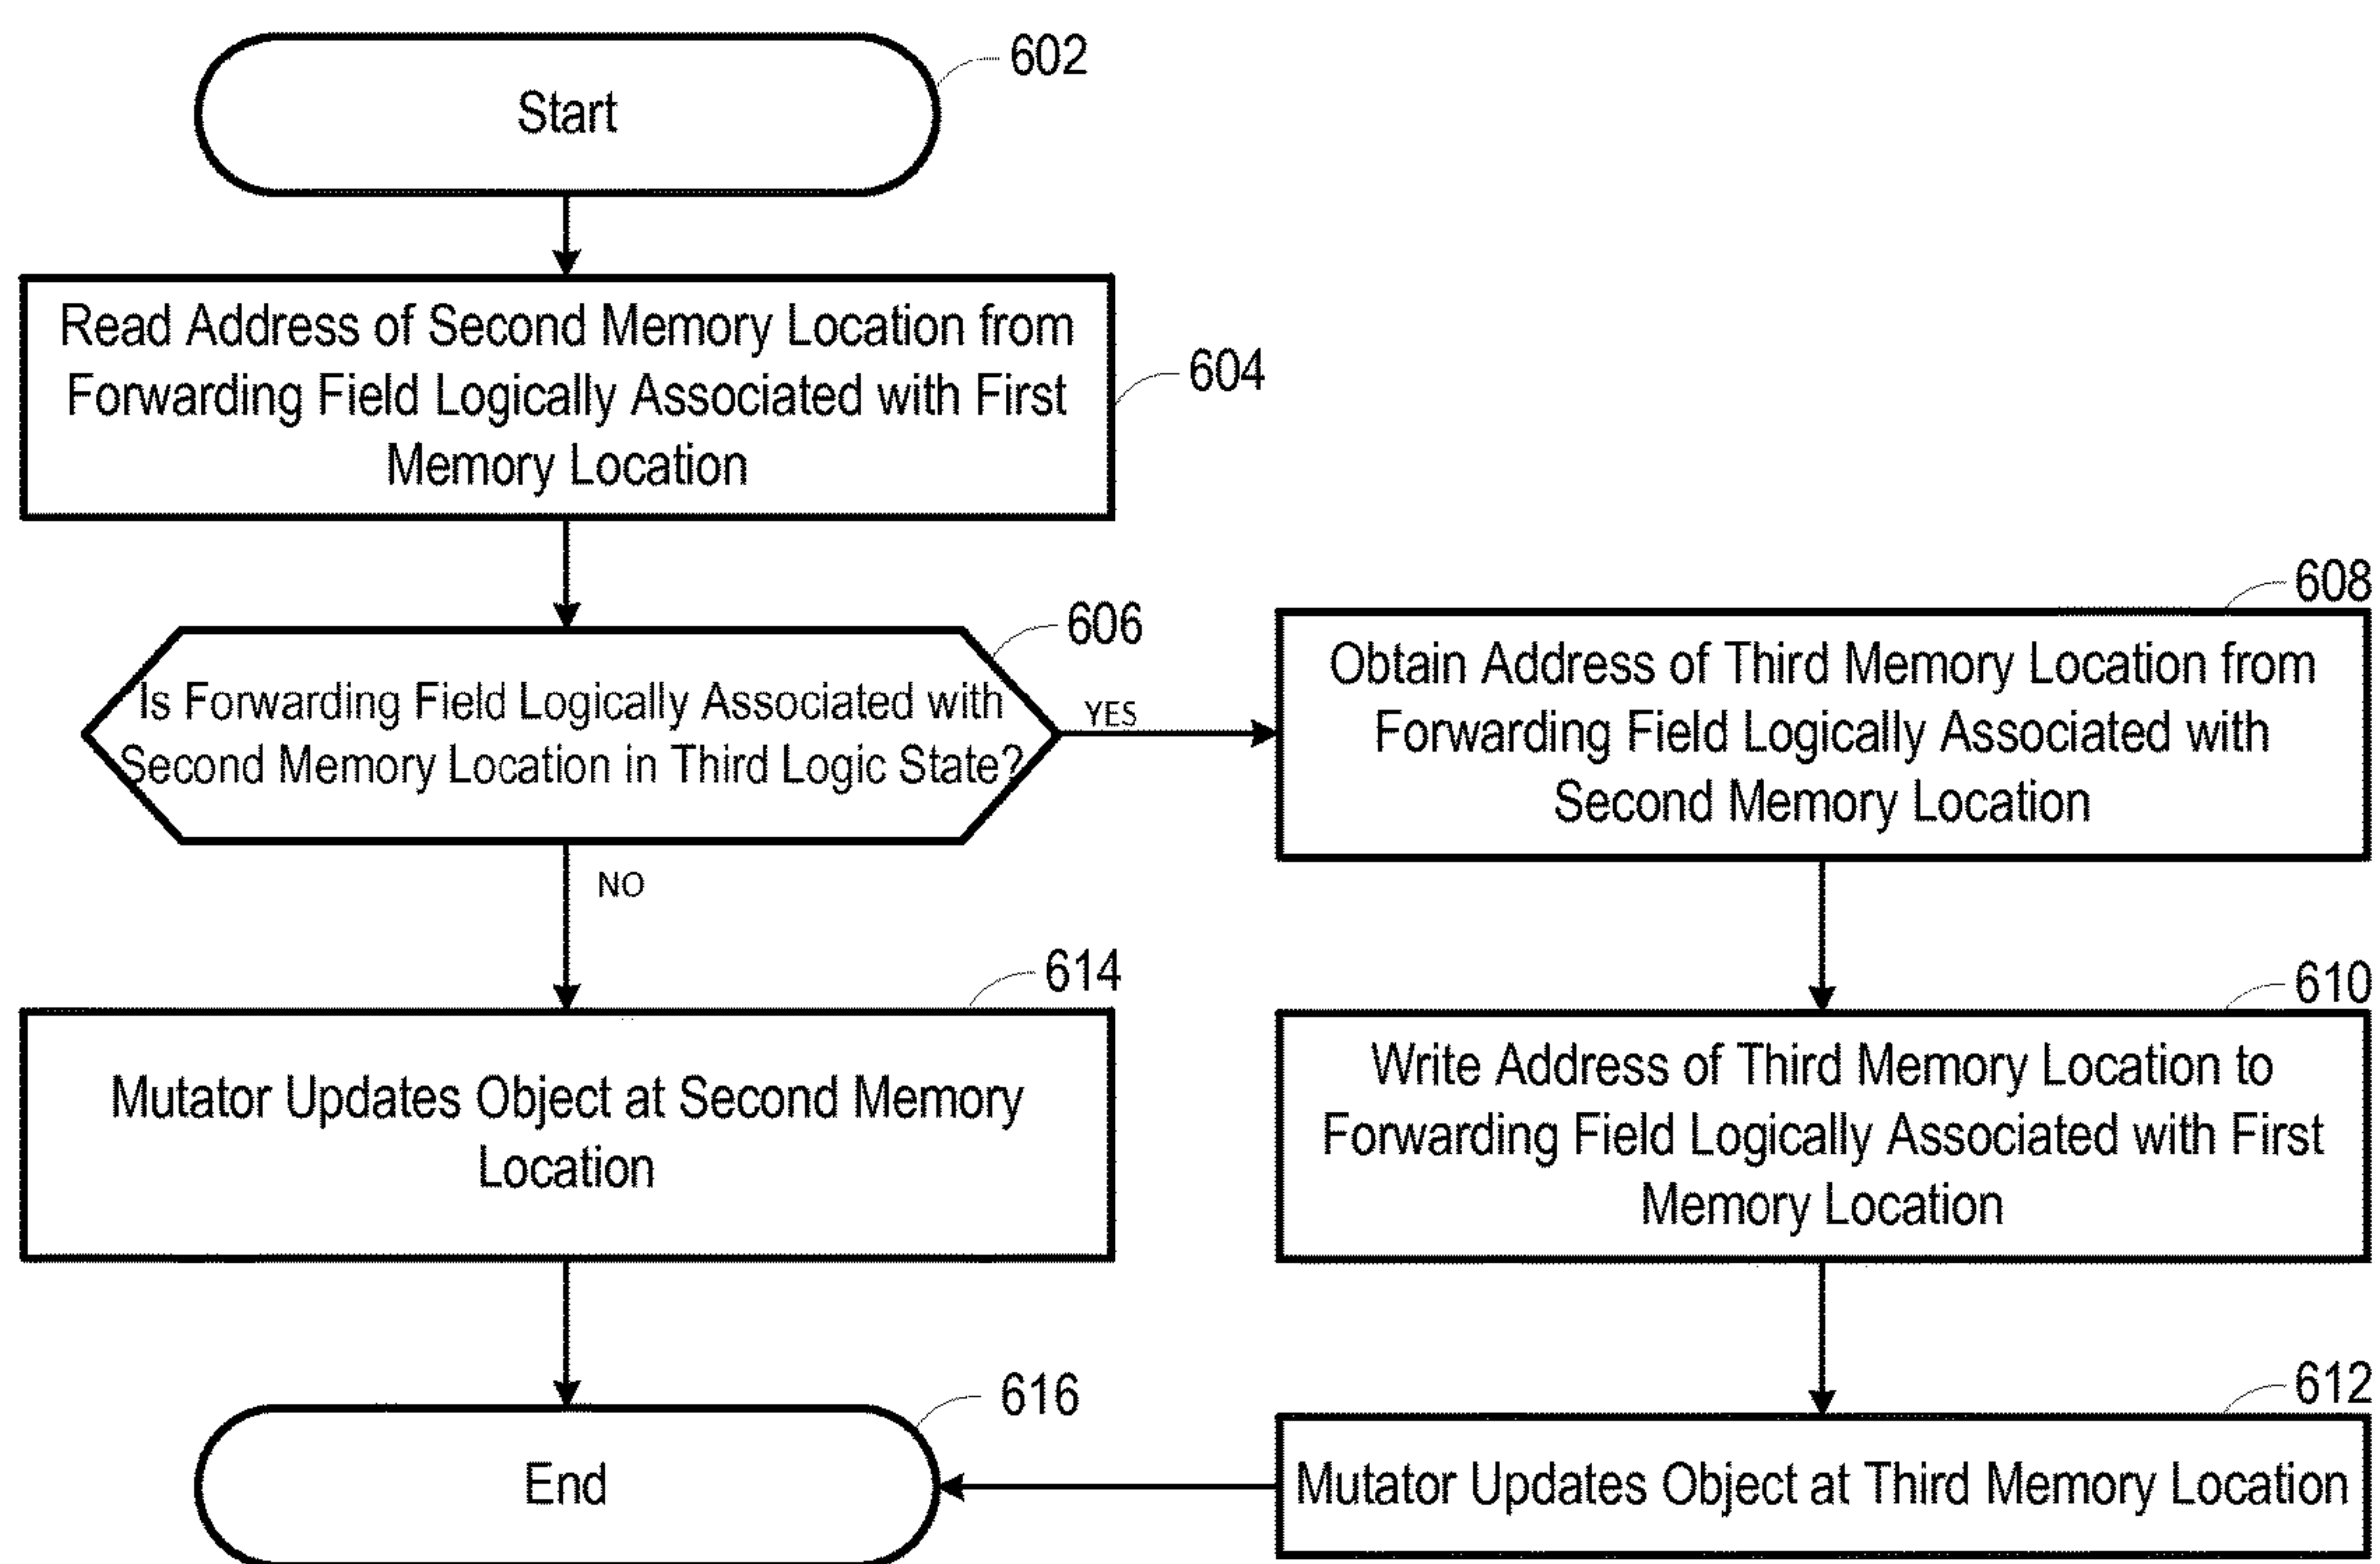 602
Start
Read Address of Second Memory Location from
Forwarding Field Logically Associated with First
Memory Location
604
606
Is Forwarding Field Logically Associated with
Second Memory Location in Third Logic State?
YES
NO
608
Obtain Address of Third Memory Location from
Forwarding Field Logically Associated with
Second Memory Location
614
Mutator Updates Object at Second Memory
Location
610
Write Address of Third Memory Location to
Forwarding Field Logically Associated with First
Memory Location
616
End
612
Mutator Updates Object at Third Memory Location